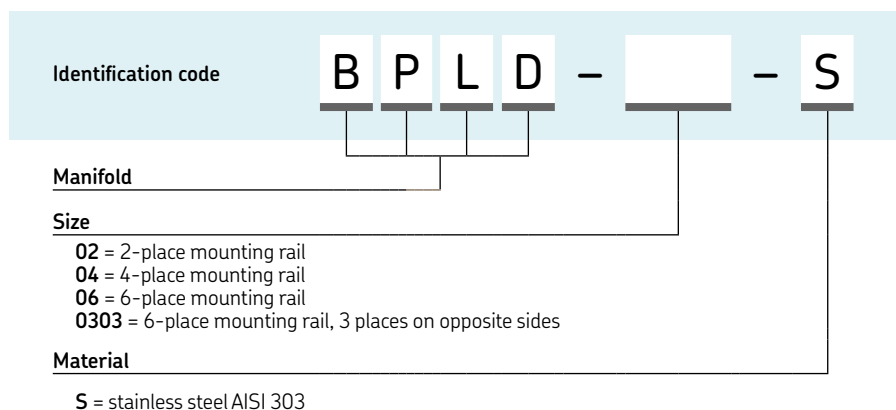 Identification code B P L D – – S
Manifold
Size
02 = 2-place mounting rail
04 = 4-place mounting rail
06 = 6-place mounting rail
0303 = 6-place mounting rail, 3 places on opposite sides
Material
S = stainless steel AISI 303